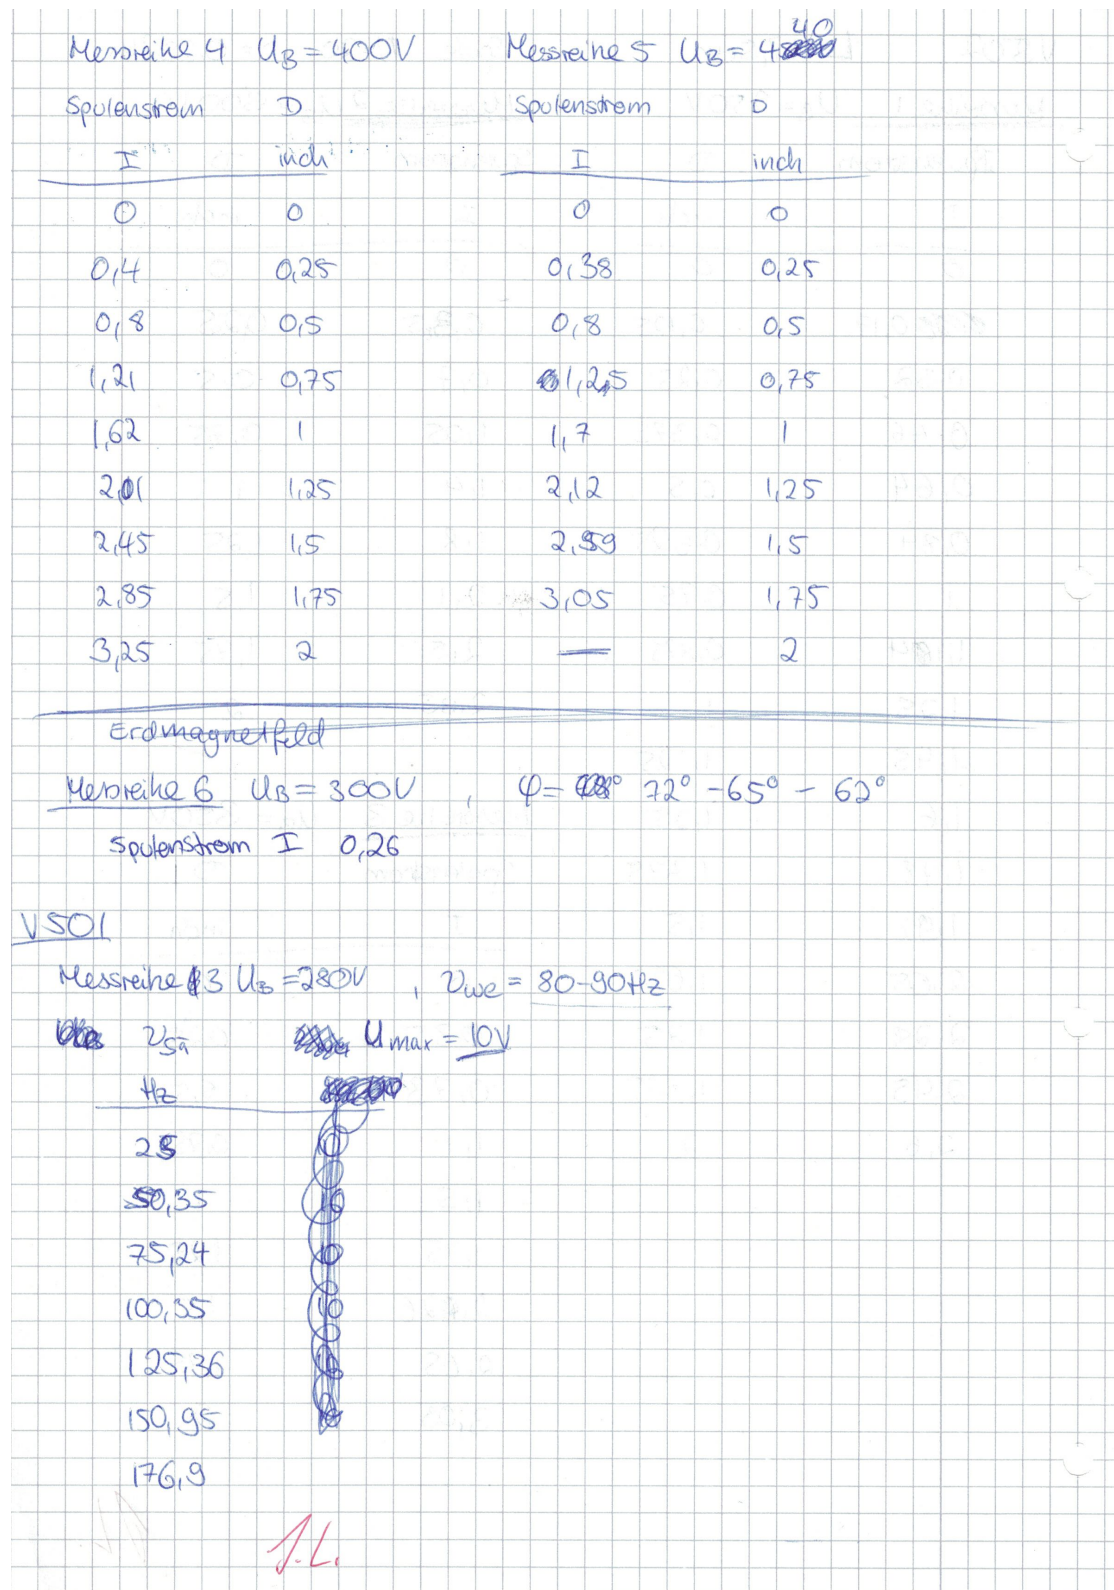 Messreihe 4 U_B = 400V Messreihe 5 U_B = 440
Spulenstrom D Spulenstrom D
I inch I inch
0 0 0 0
0,4 0,25 0,38 0,25
0,8 0,5 0,8 0,5
1,21 0,75 1,25 0,75
1,62 1 1,7 1
2,01 1,25 2,12 1,25
2,45 1,5 2,59 1,5
2,85 1,75 3,05 1,75
3,25 2 — 2
Erdmagnetfeld
Messreihe 6 U_B = 300V , φ = 72° - 65° - 62°
Spulenstrom I 0,26
V501
Messreihe 3 U_B = 280V , ν_we = 80-90Hz
ν_Sä U_max = 10V
Hz
25
50,35
75,24
100,35
125,36
150,95
176,9
J.L.